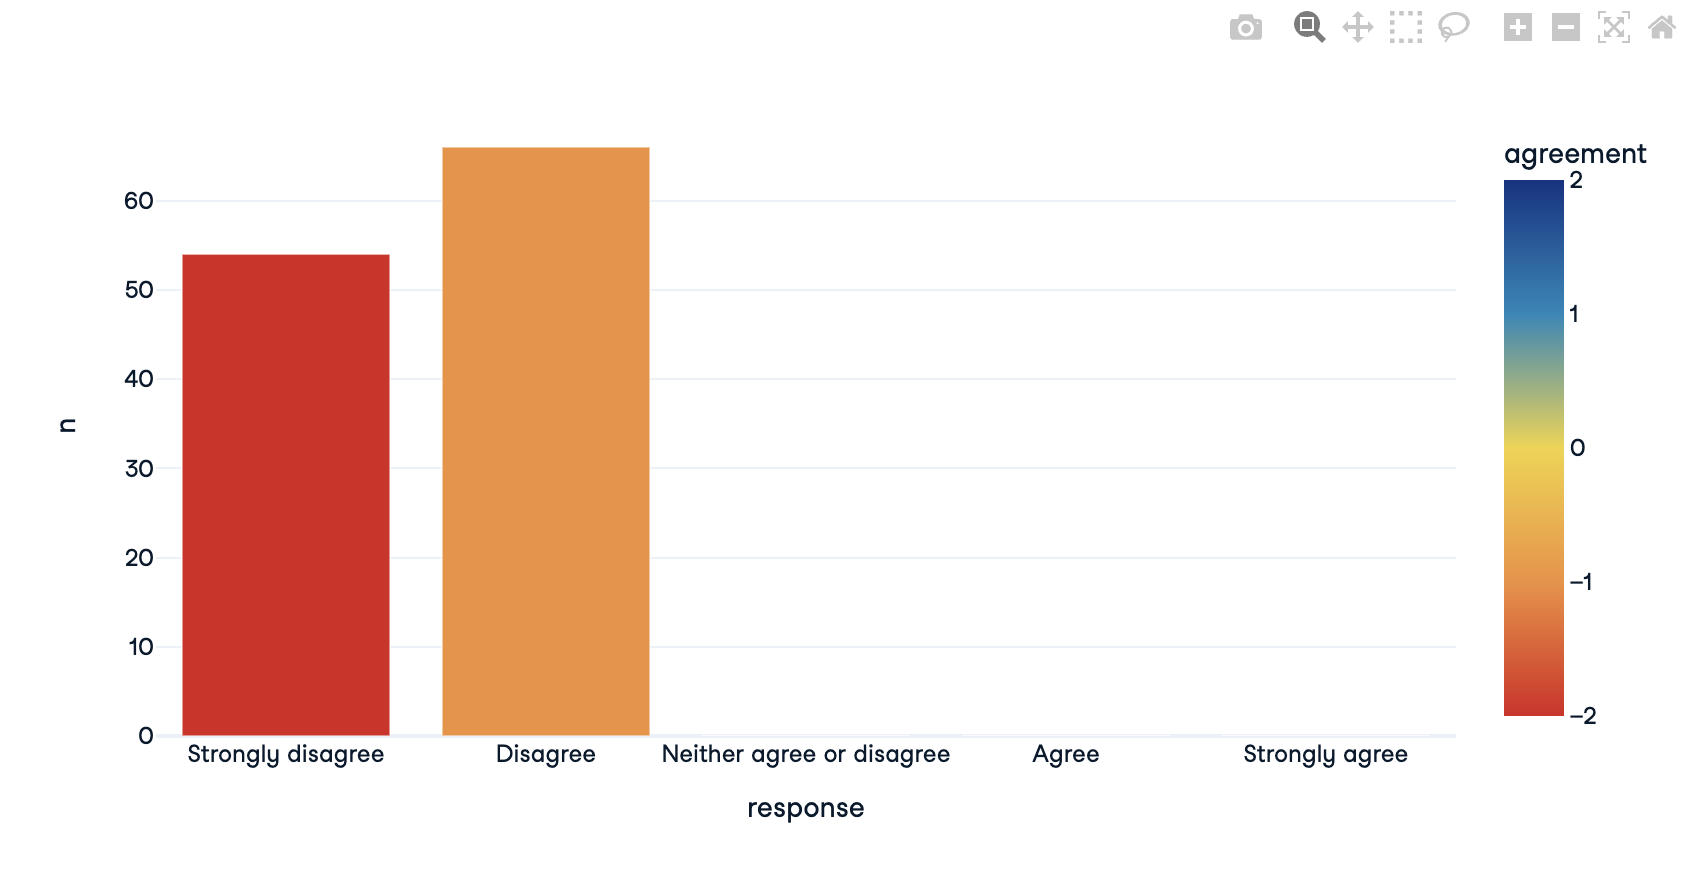 agreement
2
1
0
−1
−2
60
50
40
30
20
10
0
n
Strongly disagree
Disagree
Neither agree or disagree
Agree
Strongly agree
response